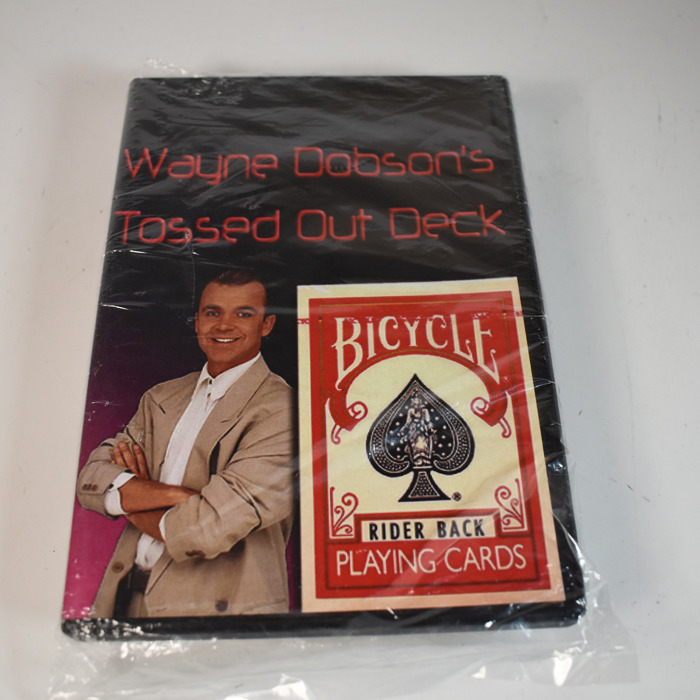 Wayne Dobson's
Tossed Out Deck
BICYCLE
®
RIDER BACK
PLAYING CARDS